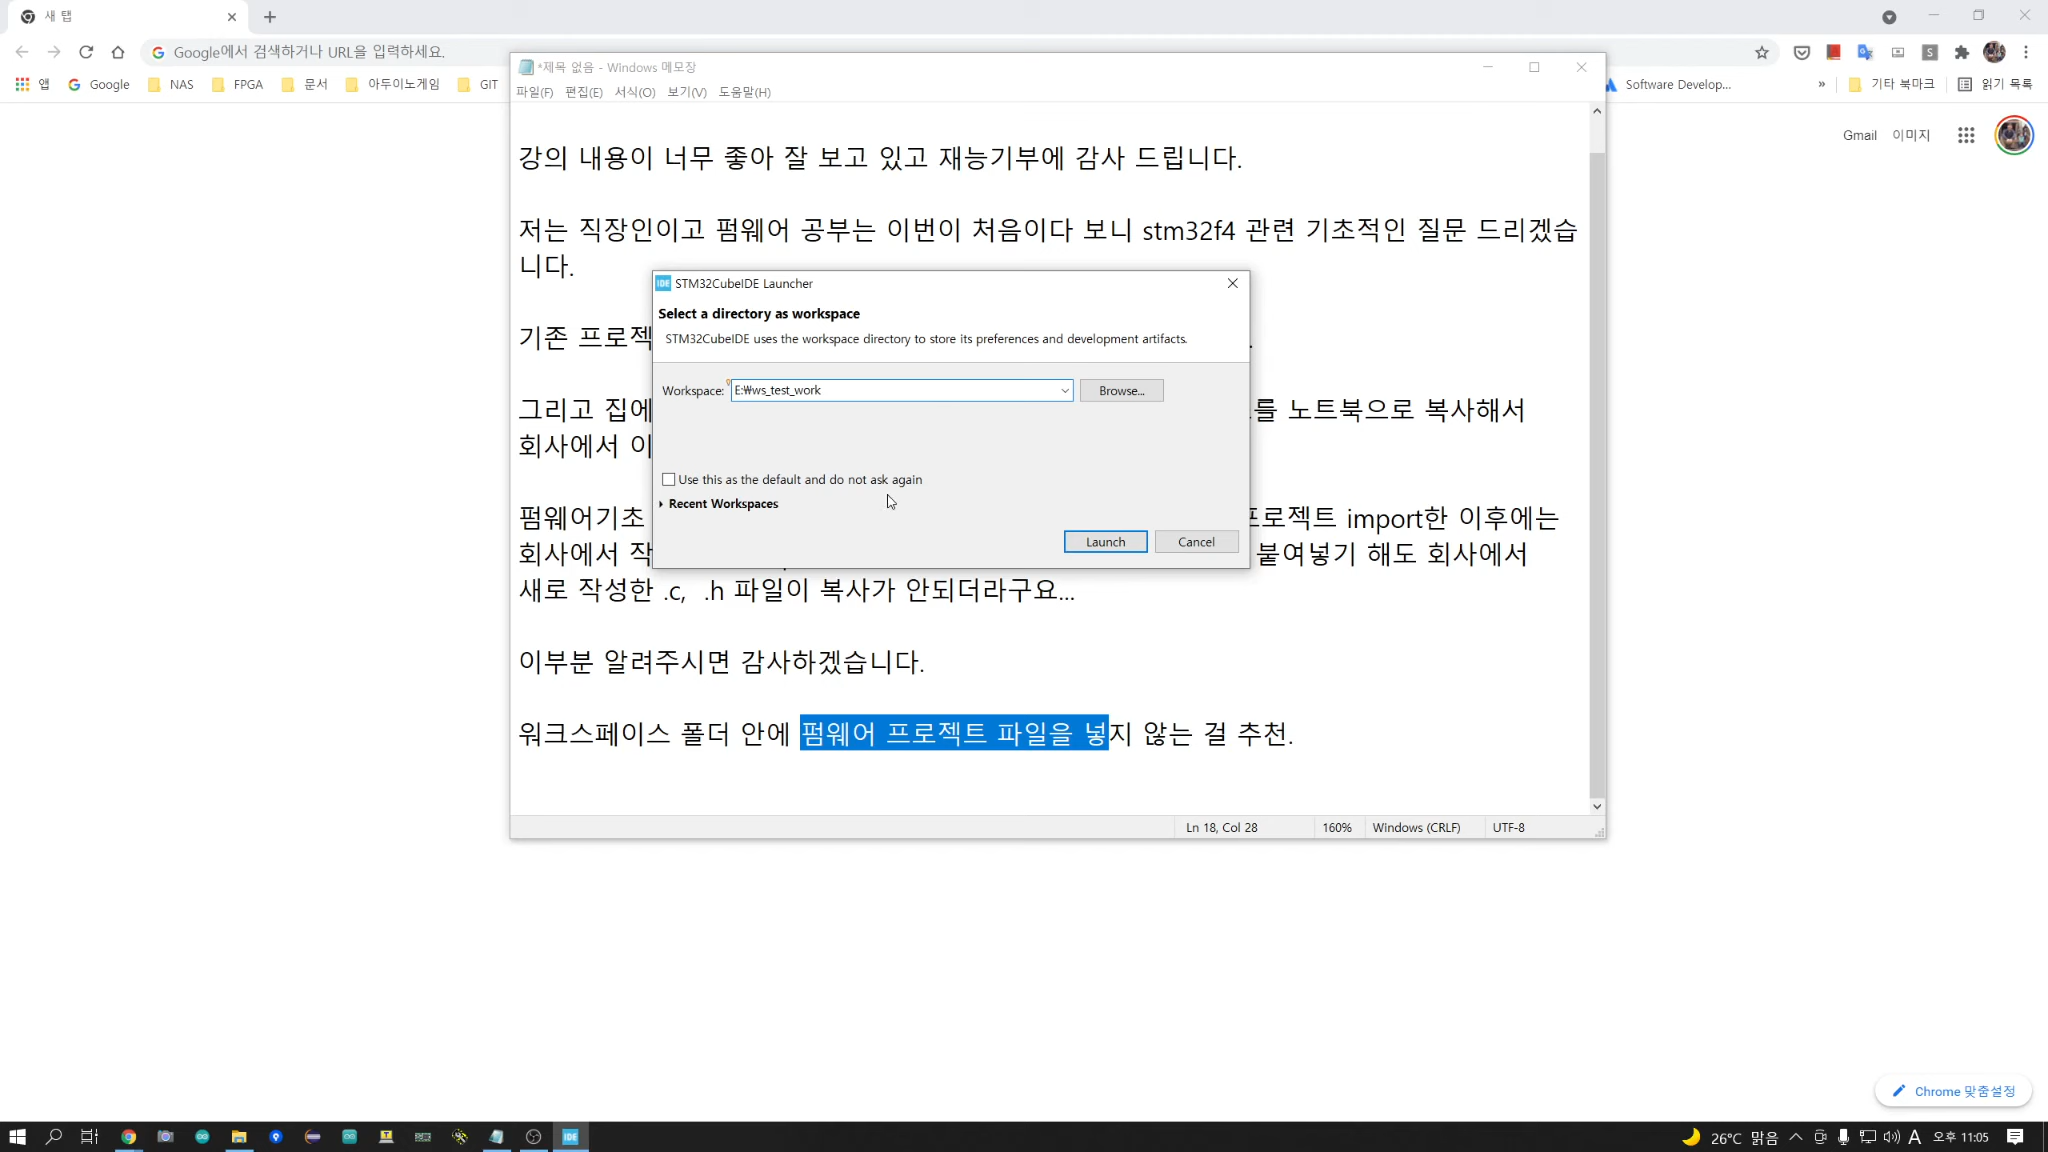 새 탭
Google에서 검색하거나 URL을 입력하세요.
앱
Google
NAS
FPGA
문서
아두이노게임
GIT
Software Develop...
»
기타 북마크
읽기 목록
Gmail
이미지
*제목 없음 - Windows 메모장
파일(F) 편집(E) 서식(O) 보기(V) 도움말(H)
강의 내용이 너무 좋아 잘 보고 있고 재능기부에 감사 드립니다.
저는 직장인이고 펌웨어 공부는 이번이 처음이다 보니 stm32f4 관련 기초적인 질문 드리겠습
니다.
기존 프로젝
STM32CubeIDE Launcher
Select a directory as workspace
STM32CubeIDE uses the workspace directory to store its preferences and development artifacts.
Workspace: E:₩ws_test_work
Browse...
Use this as the default and do not ask again
Recent Workspaces
Launch
Cancel
그리고 집에 를 노트북으로 복사해서
회사에서 이
펌웨어기초 프로젝트 import한 이후에는
회사에서 작 붙여넣기 해도 회사에서
새로 작성한 .c, .h 파일이 복사가 안되더라구요...
이부분 알려주시면 감사하겠습니다.
워크스페이스 폴더 안에 펌웨어 프로젝트 파일을 넣지 않는 걸 추천.
Ln 18, Col 28
160%
Windows (CRLF)
UTF-8
Chrome 맞춤설정
26°C 맑음
A
오후 11:05